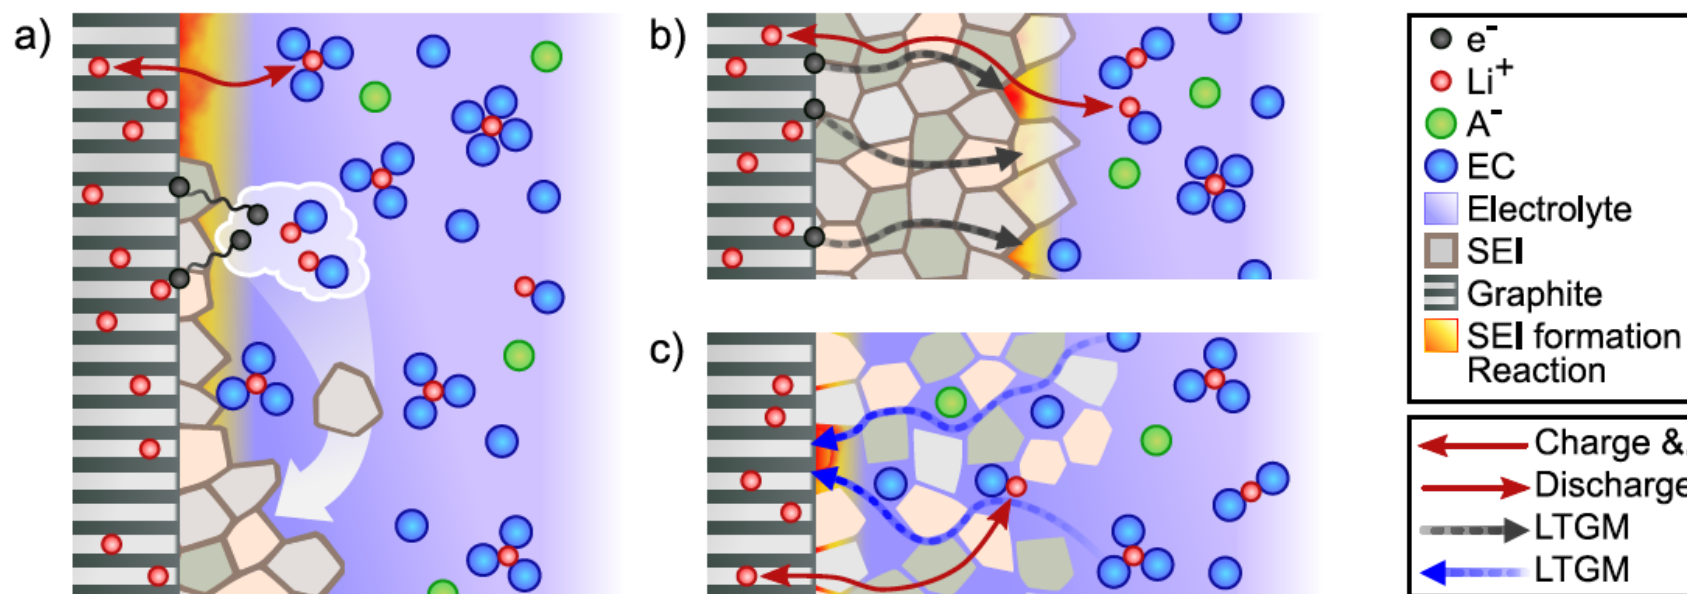 a)
b)
c)
e-
Li+
A-
EC
Electrolyte
SEI
Graphite
SEI formation
Reaction
Charge &
Discharge
LTGM
LTGM